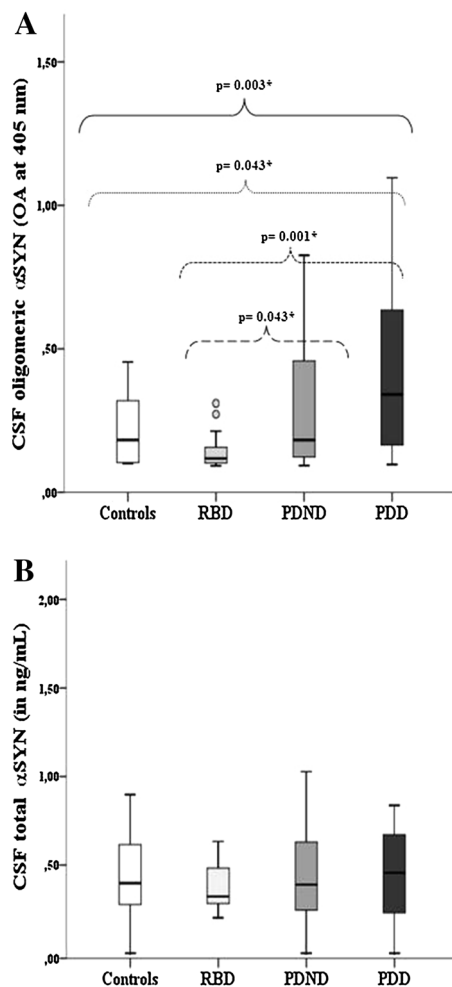 A
CSF oligomeric αSYN (OA at 405 nm)
1,50
1,00
,50
,00
p= 0.003*
p= 0.043*
p= 0.001*
p= 0.043*
Controls RBD PDND PDD
B
CSF total αSYN (in ng/mL)
2,00
1,50
1,00
,50
,00
Controls RBD PDND PDD